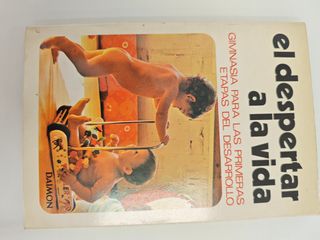 el despertar
a la vida
GIMNASIA PARA LAS PRIMERAS
ETAPAS DEL DESARROLLO
DAIMON